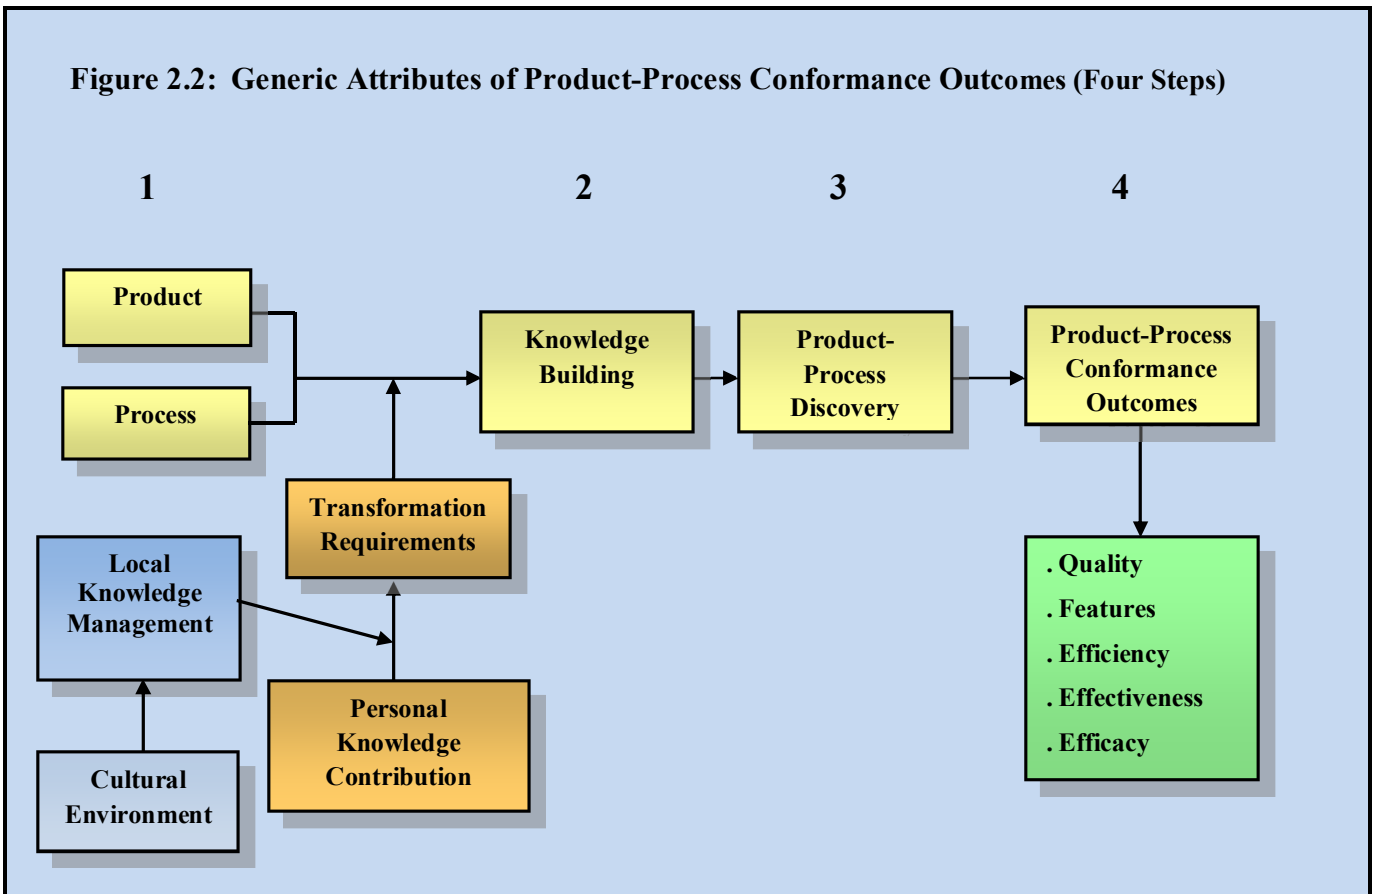 Figure 2.2:  Generic Attributes of Product-Process Conformance Outcomes (Four Steps)
1
2
3
4
Product
Process
Knowledge
Building
Product-
Process
Discovery
Product-Process
Conformance
Outcomes
Transformation
Requirements
Local
Knowledge
Management
Personal
Knowledge
Contribution
Cultural
Environment
. Quality
. Features
. Efficiency
. Effectiveness
. Efficacy